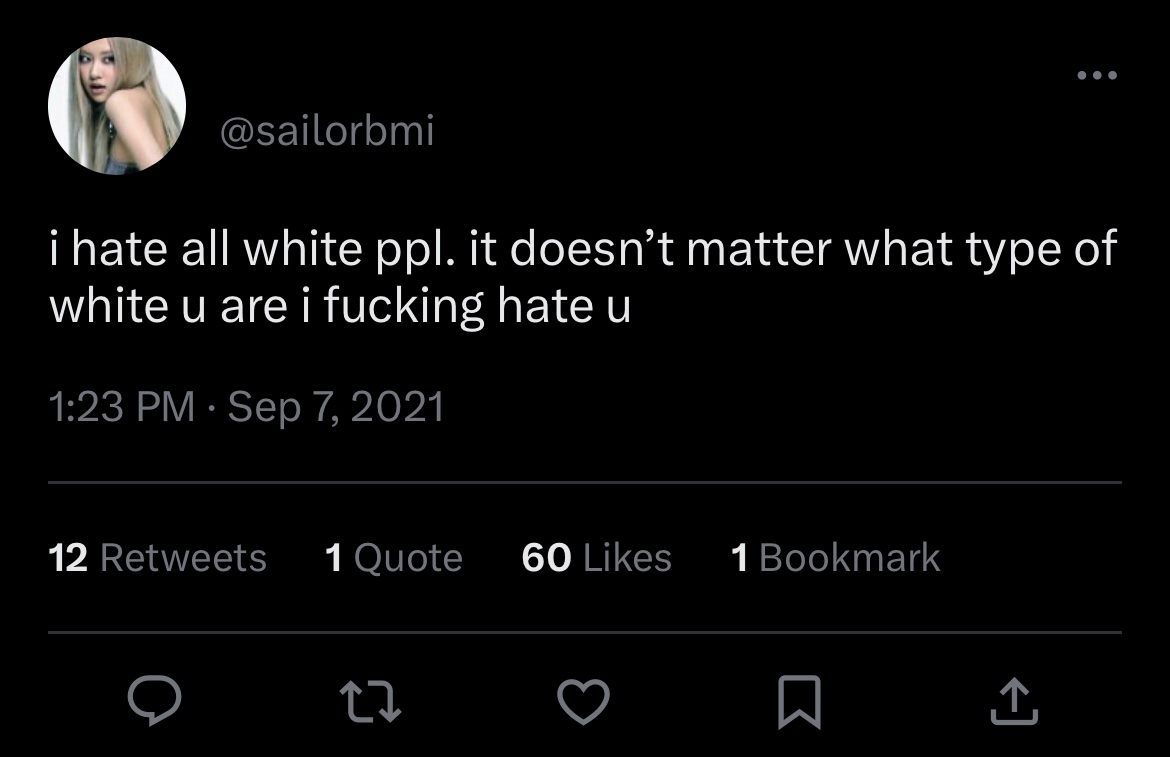 @sailorbmi
i hate all white ppl. it doesn’t matter what type of
white u are i fucking hate u
1:23 PM · Sep 7, 2021
12 Retweets 1 Quote 60 Likes 1 Bookmark